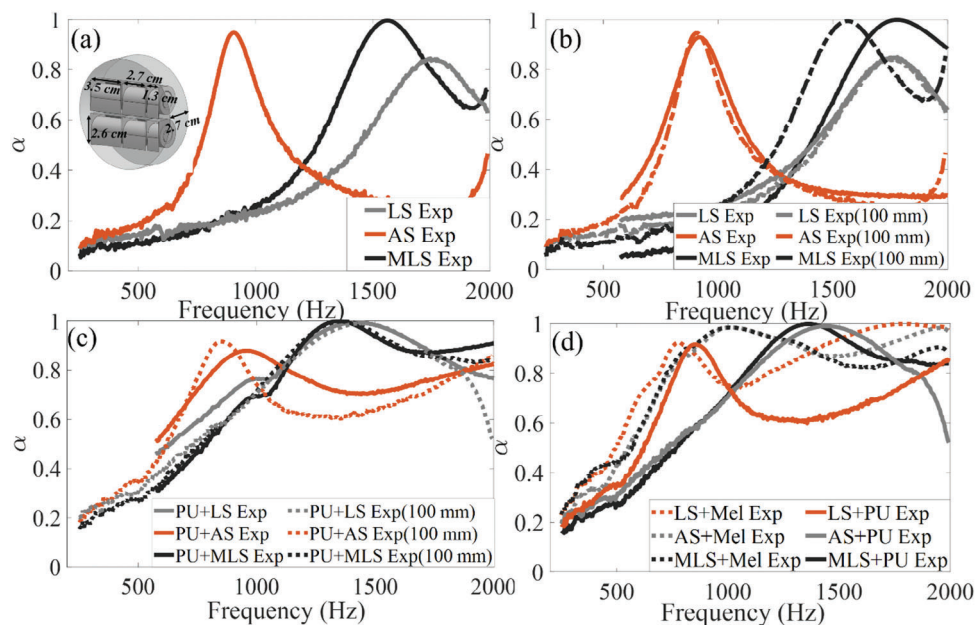 (a)
1
0.8
0.6
0.4
0.2
0
α
2.7 cm
3.5 cm
1.3 cm
2.7 cm
2.6 cm
LS Exp
AS Exp
MLS Exp
500
1000
1500
2000
Frequency (Hz)
(b)
1
0.8
0.6
0.4
0.2
0
α
LS Exp
AS Exp
MLS Exp
LS Exp(100 mm)
AS Exp(100 mm)
MLS Exp(100 mm)
500
1000
1500
2000
Frequency (Hz)
(c)
1
0.8
0.6
0.4
0.2
0
α
PU+LS Exp
PU+AS Exp
PU+MLS Exp
PU+LS Exp(100 mm)
PU+AS Exp(100 mm)
PU+MLS Exp(100 mm)
500
1000
1500
2000
Frequency (Hz)
(d)
1
0.8
0.6
0.4
0.2
0
α
LS+Mel Exp
AS+Mel Exp
MLS+Mel Exp
LS+PU Exp
AS+PU Exp
MLS+PU Exp
500
1000
1500
2000
Frequency (Hz)